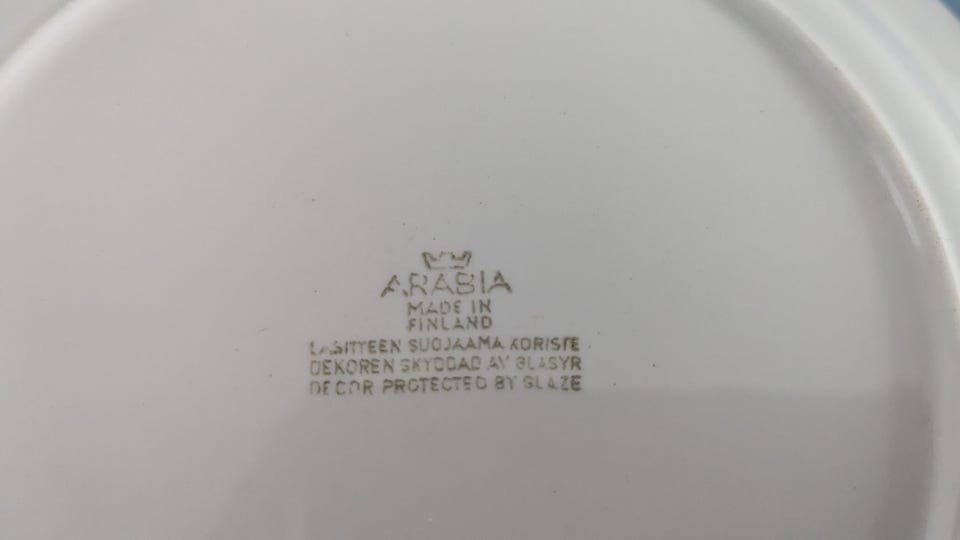 ARABIA
MADE IN
FINLAND
LASITTEEN SUOJAAMA KORISTE
DEKOREN SKYDDAD AV GLASYR
DECOR PROTECTED BY GLAZE